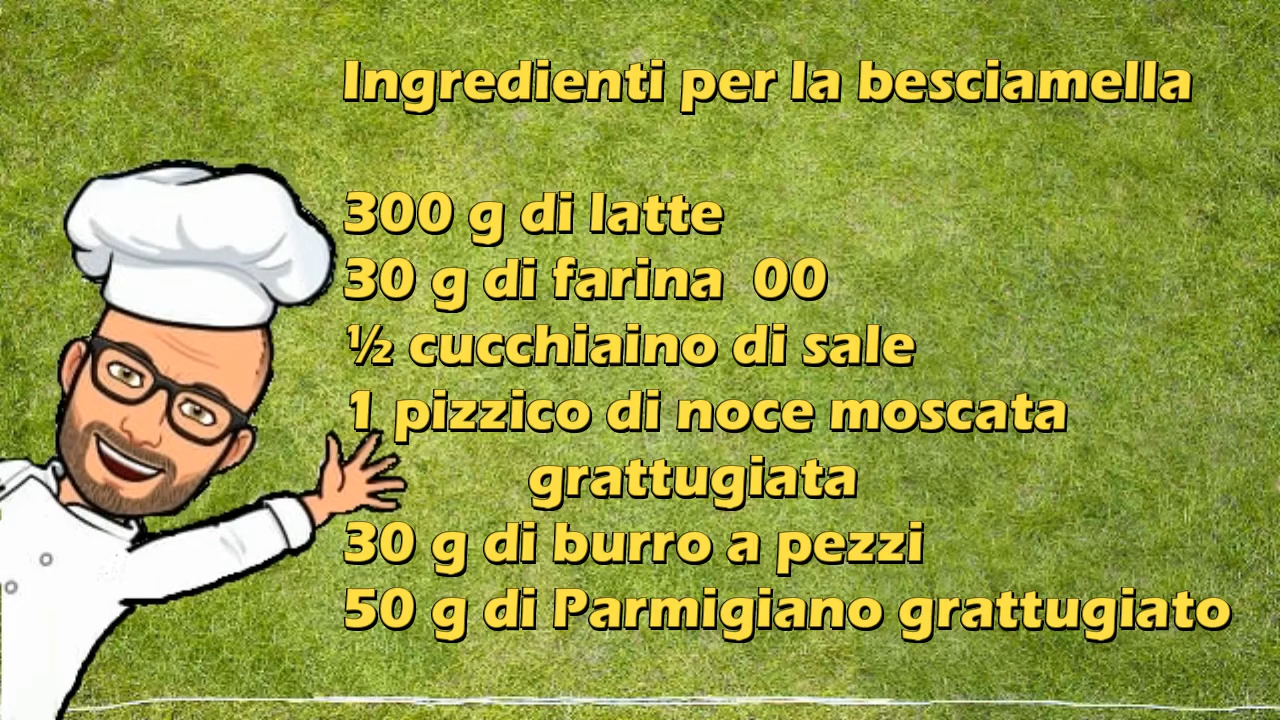 Ingredienti per la besciamella
300 g di latte
30 g di farina 00
½ cucchiaino di sale
1 pizzico di noce moscata
grattugiata
30 g di burro a pezzi
50 g di Parmigiano grattugiato